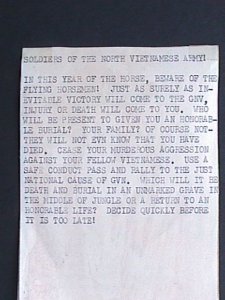 SOLDIERS OF THE NORTH VIETNAMESE ARMY!
IN THIS YEAR OF THE HORSE, BEWARE OF THE
FLYING HORSEMEN! JUST AS SURELY AS IN-
EVITABLE VICTORY WILL COME TO THE GNV,
INJURY OR DEATH WILL COME TO YOU. WHO
WILL BE PRESENT TO GIVEN YOU AN HONORAB-
LE BURIAL? YOUR FAMILY? OF COURSE NOT-
THEY WILL NOT EVN KNOW THAT YOU HAVE
DIED. CEASE YOUR MURDEROUS AGGRESSION
AGAINST YOUR FELLOW VIETNAMESE. USE A
SAFE CONDUCT PASS AND RALLY TO THE JUST
NATIONAL CAUSE OF GVN. WHICH WILL IT BE
DEATH AND BURIAL IN AN UNMARKED GRAVE IN
THE MIDDLE OF JUNGLE OR A RETURN TO AN
HONORABLE LIFE? DECIDE QUICKLY BEFORE
IT IS TOO LATE!